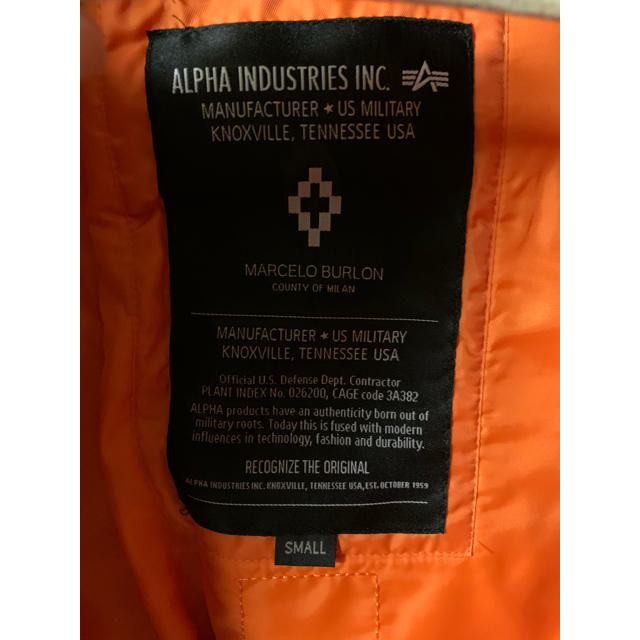 ALPHA INDUSTRIES INC.
MANUFACTURER ★ US MILITARY
KNOXVILLE, TENNESSEE USA
MARCELO BURLON
COUNTY OF MILAN
MANUFACTURER ★ US MILITARY
KNOXVILLE, TENNESSEE USA
Official U.S. Defense Dept. Contractor
PLANT INDEX No. 026200, CAGE code 3A382
ALPHA products have an authenticity born out of
military roots. Today this is fused with modern
influences in technology, fashion and durability.
RECOGNIZE THE ORIGINAL
ALPHA INDUSTRIES INC. KNOXVILLE, TENNESSEE USA, EST. OCTOBER 1959
SMALL